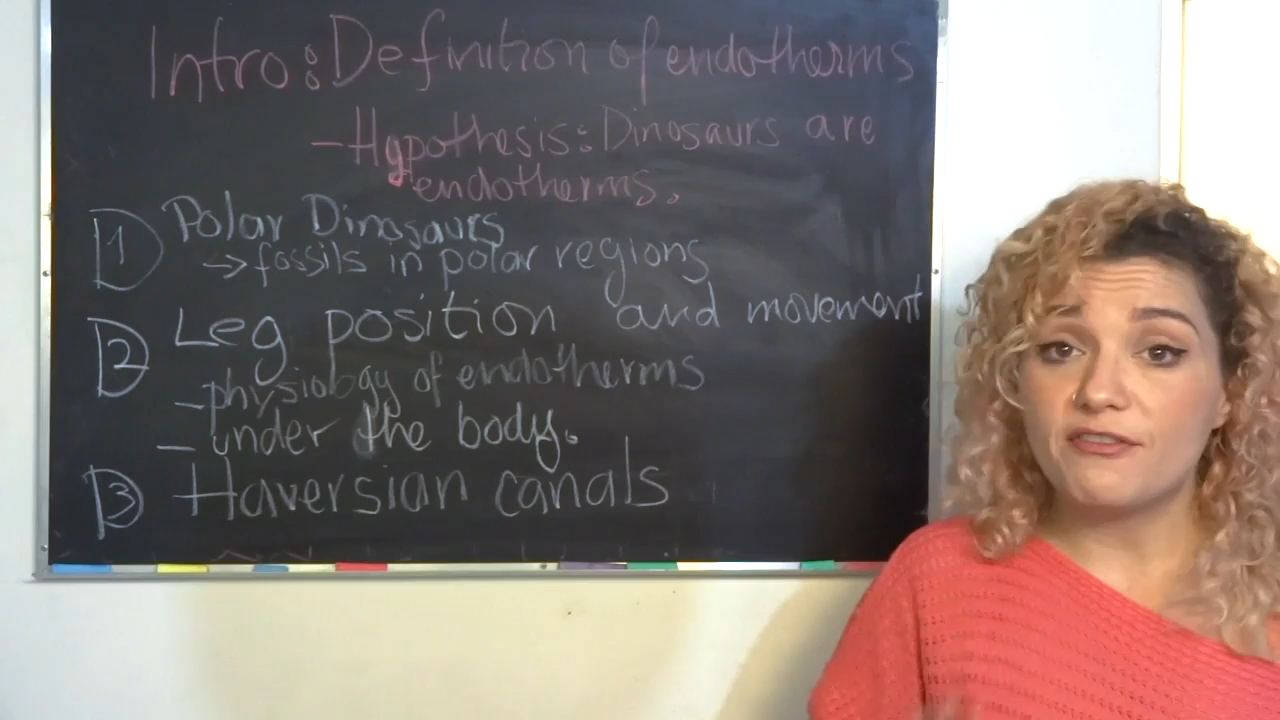 Intro: Definition of endotherms
- Hypothesis: Dinosaurs are
endotherms.
1 Polar Dinosaurs
→ fossils in polar regions
2 Leg position and movement
- physiology of endotherms
- under the body.
3 Haversian canals